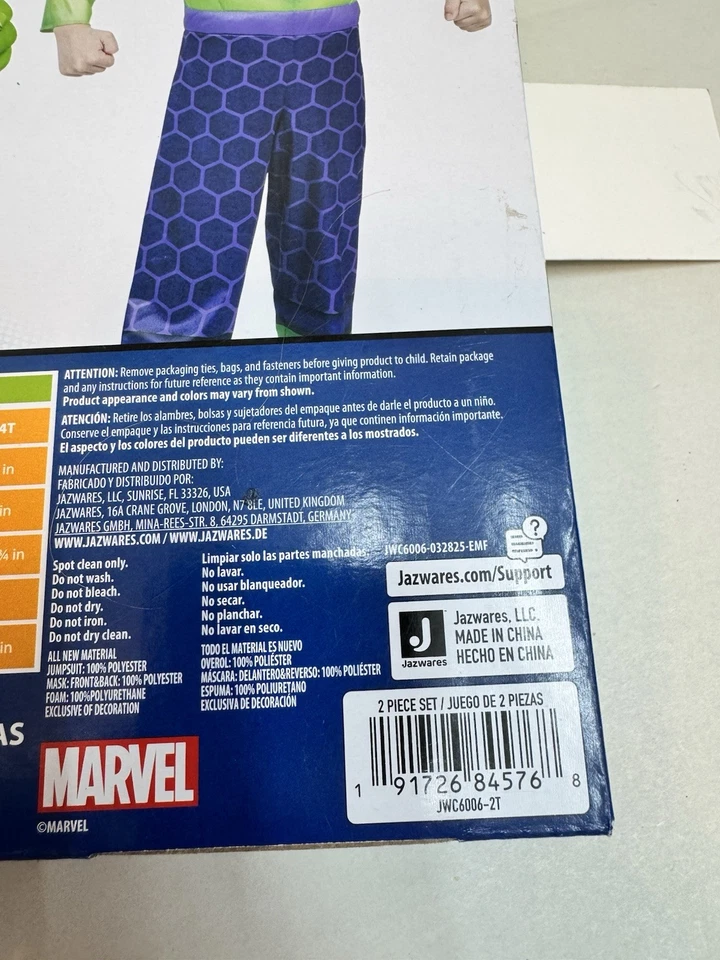 4T
in
in
¾ in
in
AS
ATTENTION: Remove packaging ties, bags, and fasteners before giving product to child. Retain package
and any instructions for future reference as they contain important information.
Product appearance and colors may vary from shown.
ATENCIÓN: Retire los alambres, bolsas y sujetadores del empaque antes de darle el producto a un niño.
Conserve el empaque y las instrucciones para referencia futura, ya que continen información importante.
El aspecto y los colores del producto pueden ser diferentes a los mostrados.
MANUFACTURED AND DISTRIBUTED BY:
FABRICADO Y DISTRIBUIDO POR:
JAZWARES, LLC, SUNRISE, FL 33326, USA
JAZWARES, 16A CRANE GROVE, LONDON, N7 8LE, UNITED KINGDOM
JAZWARES GMBH, MINA-REES-STR. 8, 64295 DARMSTADT, GERMANY
WWW.JAZWARES.COM / WWW.JAZWARES.DE
Spot clean only.
Do not wash.
Do not bleach.
Do not dry.
Do not iron.
Do not dry clean.
ALL NEW MATERIAL
JUMPSUIT: 100% POLYESTER
MASK: FRONT&BACK: 100% POLYESTER
FOAM: 100%POLYURETHANE
EXCLUSIVE OF DECORATION
Limpiar solo las partes manchadas.
No lavar.
No usar blanqueador.
No secar.
No planchar.
No lavar en seco.
TODO EL MATERIAL ES NUEVO
OVEROL: 100% POLIÉSTER
MÁSCARA: DELANTERO&REVERSO: 100% POLIÉSTER
ESPUMA: 100% POLIURETANO
EXCLUSIVA DE DECORACIÓN
JWC6006-032825-EMF
?
Jazwares.com/Support
J
Jazwares
Jazwares, LLC.
MADE IN CHINA
HECHO EN CHINA
2 PIECE SET / JUEGO DE 2 PIEZAS
1 91726 84576 8
JWC6006-2T
MARVEL
©MARVEL